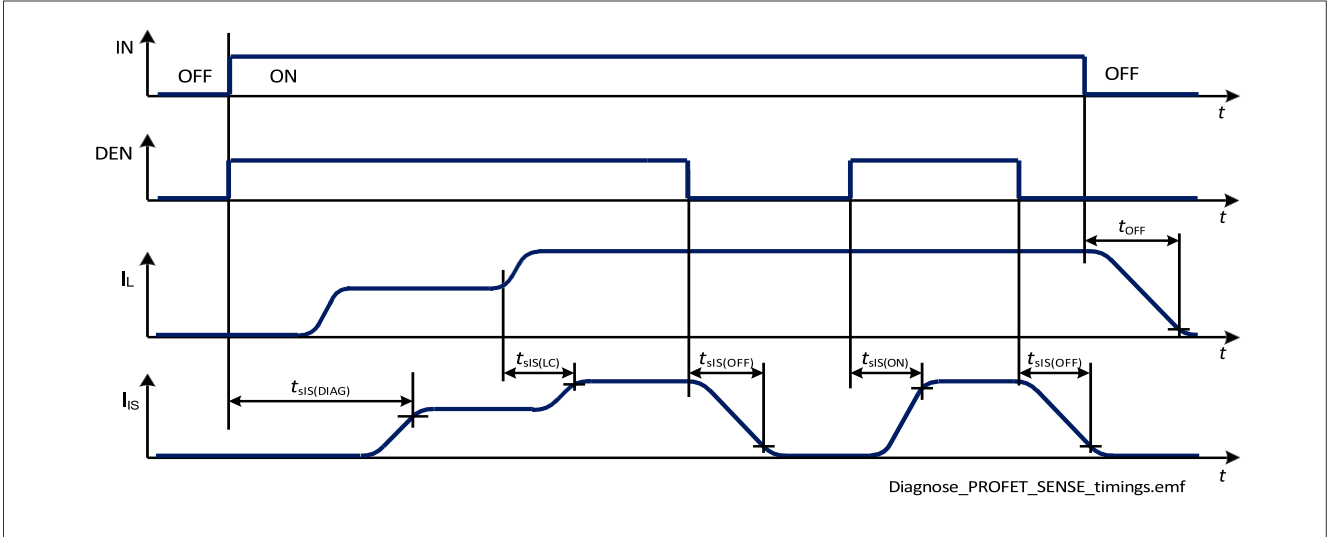 IN
OFF ON OFF
t
DEN
t
tOFF
IL
t
tsIS(DIAG) tsIS(LC) tsIS(OFF) tsIS(ON) tsIS(OFF)
IIS
t
Diagnose_PROFET_SENSE_timings.emf